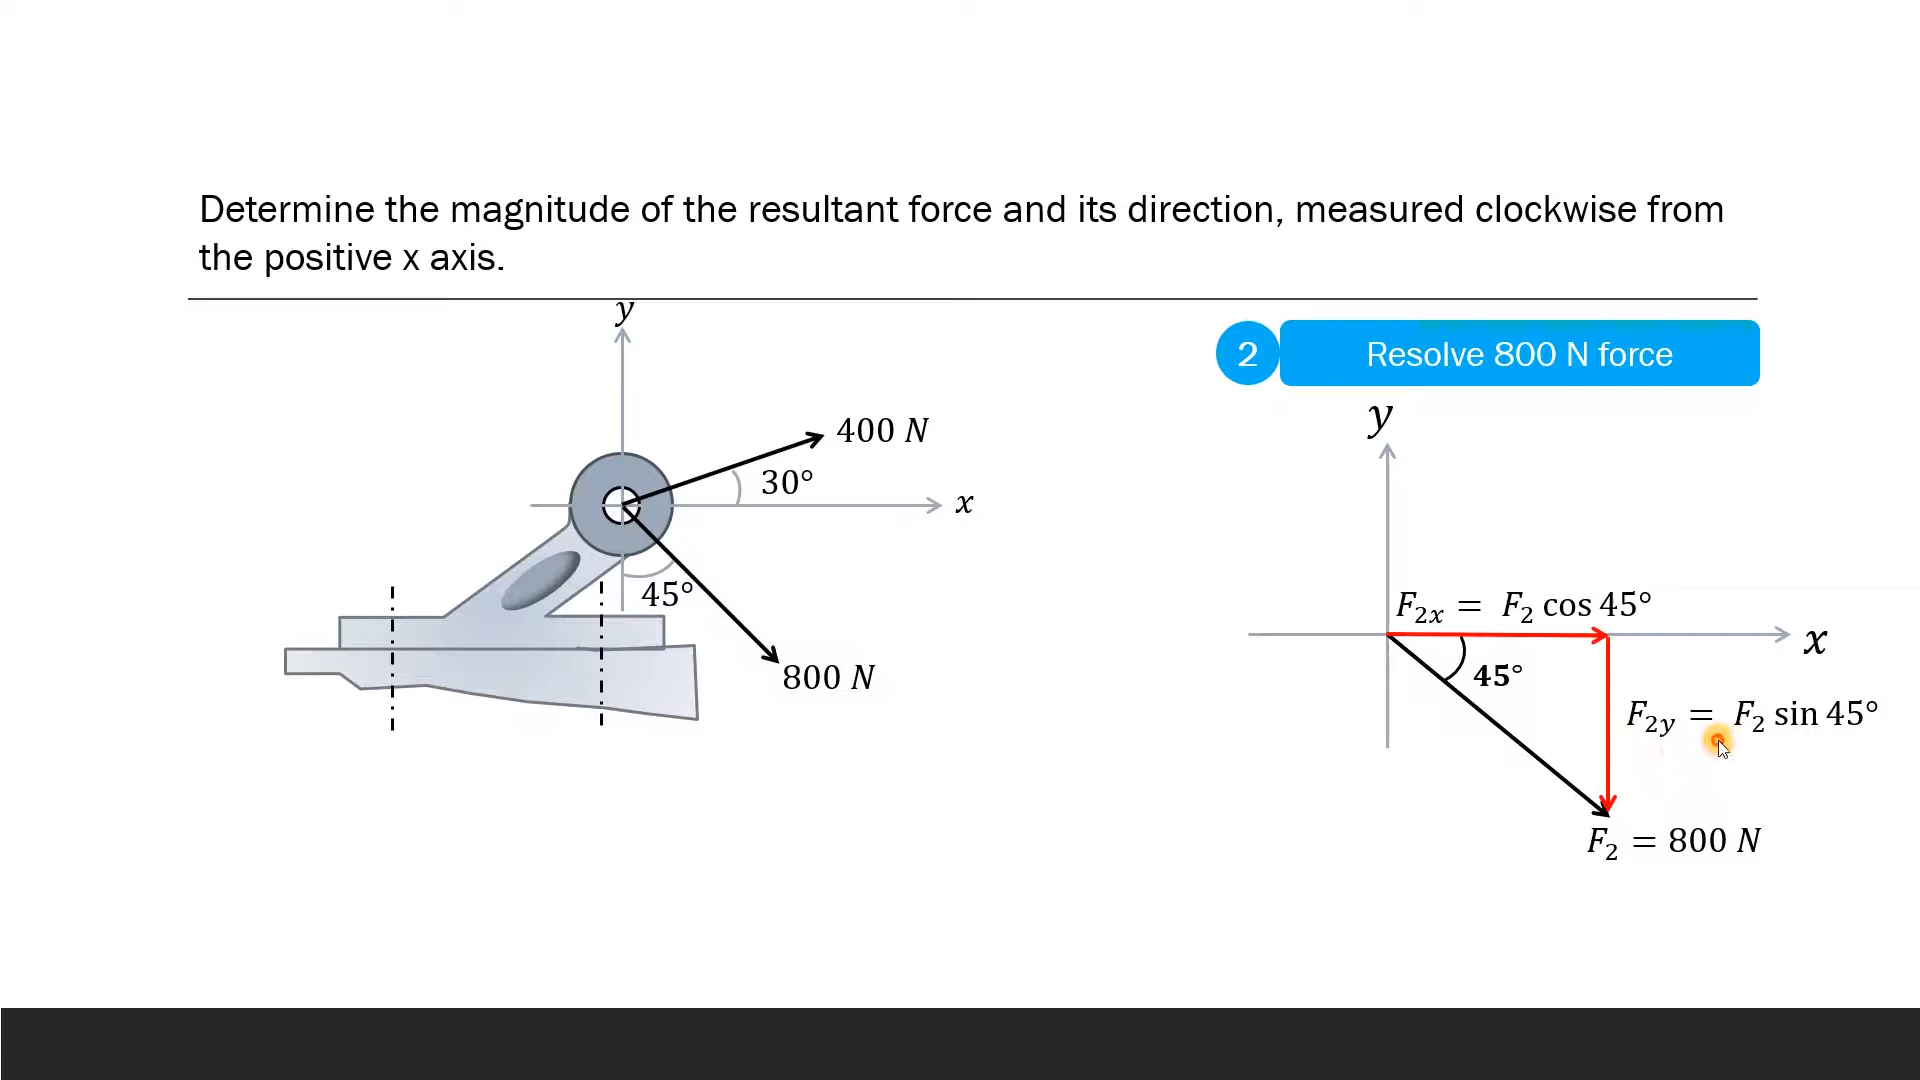 Determine the magnitude of the resultant force and its direction, measured clockwise from
the positive x axis.
y
400 N
30°
x
45°
800 N
2
Resolve 800 N force
y
F₂ₓ = F₂ cos 45°
x
45°
F₂y = F₂ sin 45°
F₂ = 800 N